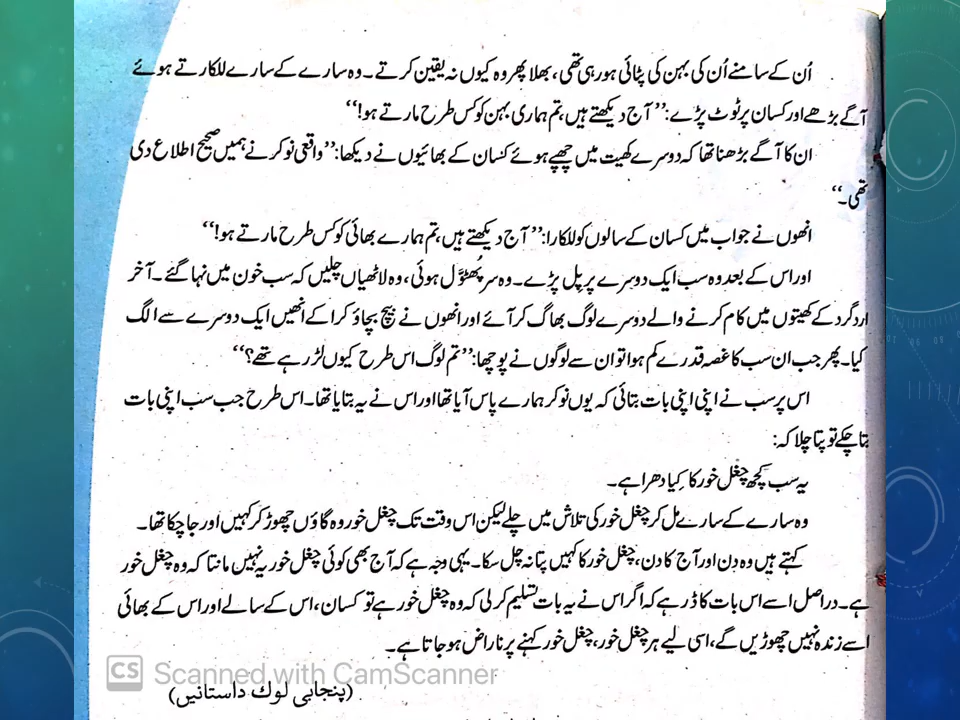 اُن کے سامنے اُن کی بہن کی پٹائی ہو رہی تھی، بھلا پھر وہ کیوں نہ یقین کرتے۔ وہ سارے کے سارے للکارتے ہوئے
آگے بڑھے اور کسان پر ٹوٹ پڑے: ’’آج دیکھتے ہیں، تم ہماری بہن کو کس طرح مارتے ہو!‘‘
ان کا آگے بڑھنا تھا کہ دوسرے کھیت میں چھپے ہوئے کسان کے بھائیوں نے دیکھا: ’’واقعی نوکر نے ہمیں صحیح اطلاع دی
تھی۔‘‘
انھوں نے جواب میں کسان کے سالوں کو للکارا: ’’آج دیکھتے ہیں، تم ہمارے بھائی کو کس طرح مارتے ہو!‘‘
اور اس کے بعد وہ سب ایک دوسرے پر پل پڑے۔ وہ سر پُھٹوّل ہوئی، وہ لاٹھیاں چلیں کہ سب خون میں نہا گئے۔ آخر
اردگرد کے کھیتوں میں کام کرنے والے دوسرے لوگ بھاگ کر آئے اور انھوں نے بیچ بچاؤ کرا کے انھیں ایک دوسرے سے الگ
کیا۔ پھر جب ان سب کا غصہ قدرے کم ہوا تو ان سے لوگوں نے پوچھا: ’’تم لوگ اس طرح کیوں لڑ رہے تھے؟‘‘
اس پر سب نے اپنی اپنی بات بتائی کہ یوں نوکر ہمارے پاس آیا تھا اور اس نے یہ بتایا تھا۔ اس طرح جب سب اپنی بات
بتا چکے تو پتا چلا کہ:
یہ سب کچھ چغل خور کا کِیا دھرا ہے۔
وہ سارے کے سارے مل کر چغل خور کی تلاش میں چلے لیکن اس وقت تک چغل خور وہ گاؤں چھوڑ کر کہیں اور جا چکا تھا۔
کہتے ہیں وہ دن اور آج کا دن، چغل خور کا کہیں پتا نہ چل سکا۔ یہی وجہ ہے کہ آج بھی کوئی چغل خور یہ نہیں مانتا کہ وہ چغل خور
ہے۔ دراصل اسے اس بات کا ڈر ہے کہ اگر اس نے یہ بات تسلیم کر لی کہ وہ چغل خور ہے تو کسان، اس کے سالے اور اس کے بھائی
اسے زندہ نہیں چھوڑیں گے، اسی لیے ہر چغل خور، چغل خور کہنے پر ناراض ہو جاتا ہے۔
CS Scanned with CamScanner
(پنجابی لوک داستانیں)